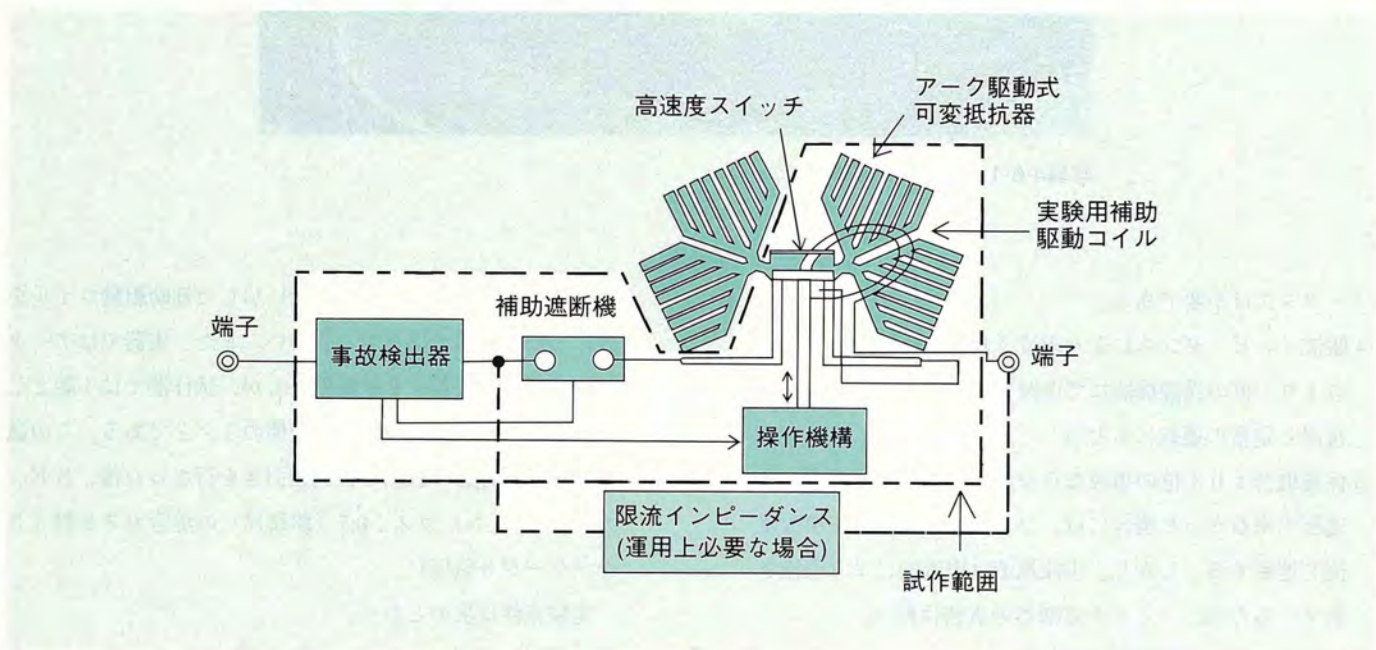 高速度スイッチ
アーク駆動式
可変抵抗器
実験用補助
駆動コイル
端子
事故検出器
補助遮断機
端子
操作機構
限流インピーダンス
(運用上必要な場合)
試作範囲